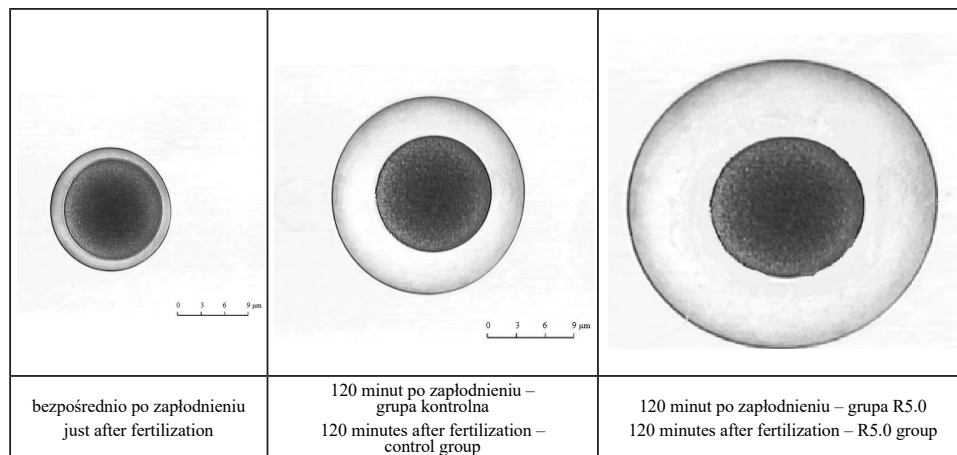 0 3 6 9 μm
0 3 6 9 μm
bezpośrednio po zapłodnieniu
just after fertilization
120 minut po zapłodnieniu –
grupa kontrolna
120 minutes after fertilization –
control group
120 minut po zapłodnieniu – grupa R5.0
120 minutes after fertilization – R5.0 group